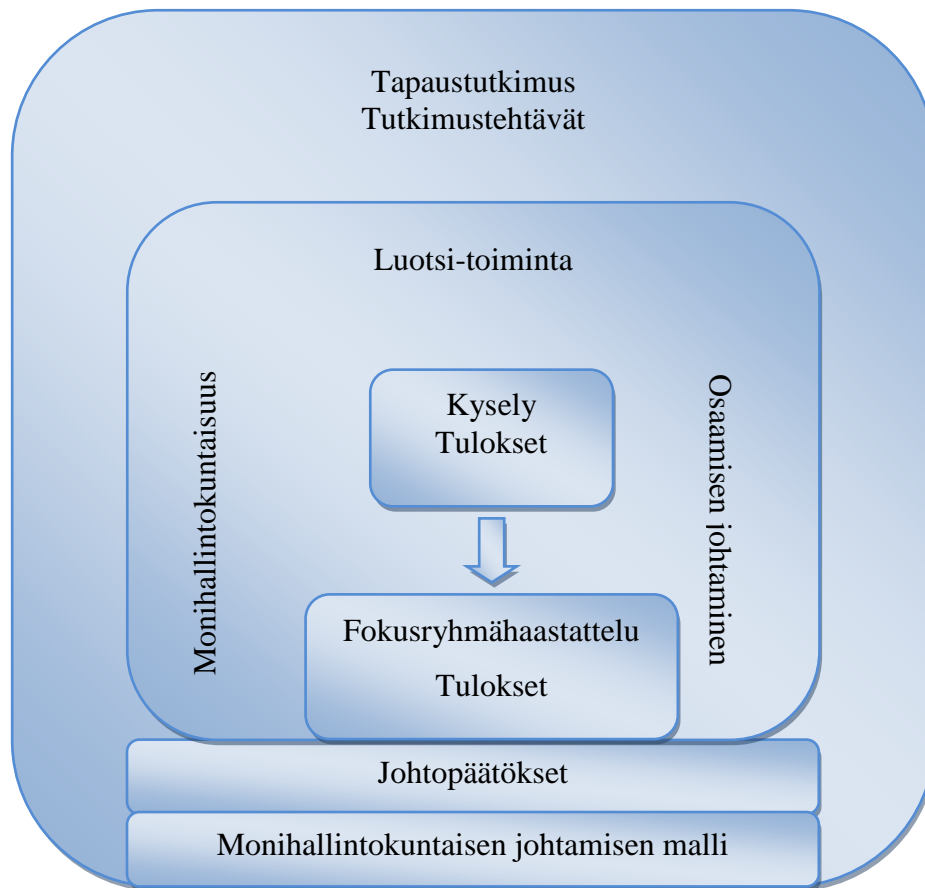 Tapaustutkimus
Tutkimustehtävät
Luotsi-toiminta
Monihallintokuntaisuus
Kysely
Tulokset
Osaamisen johtaminen
Fokusryhmähaastattelu
Tulokset
Johtopäätökset
Monihallintokuntaisen johtamisen malli